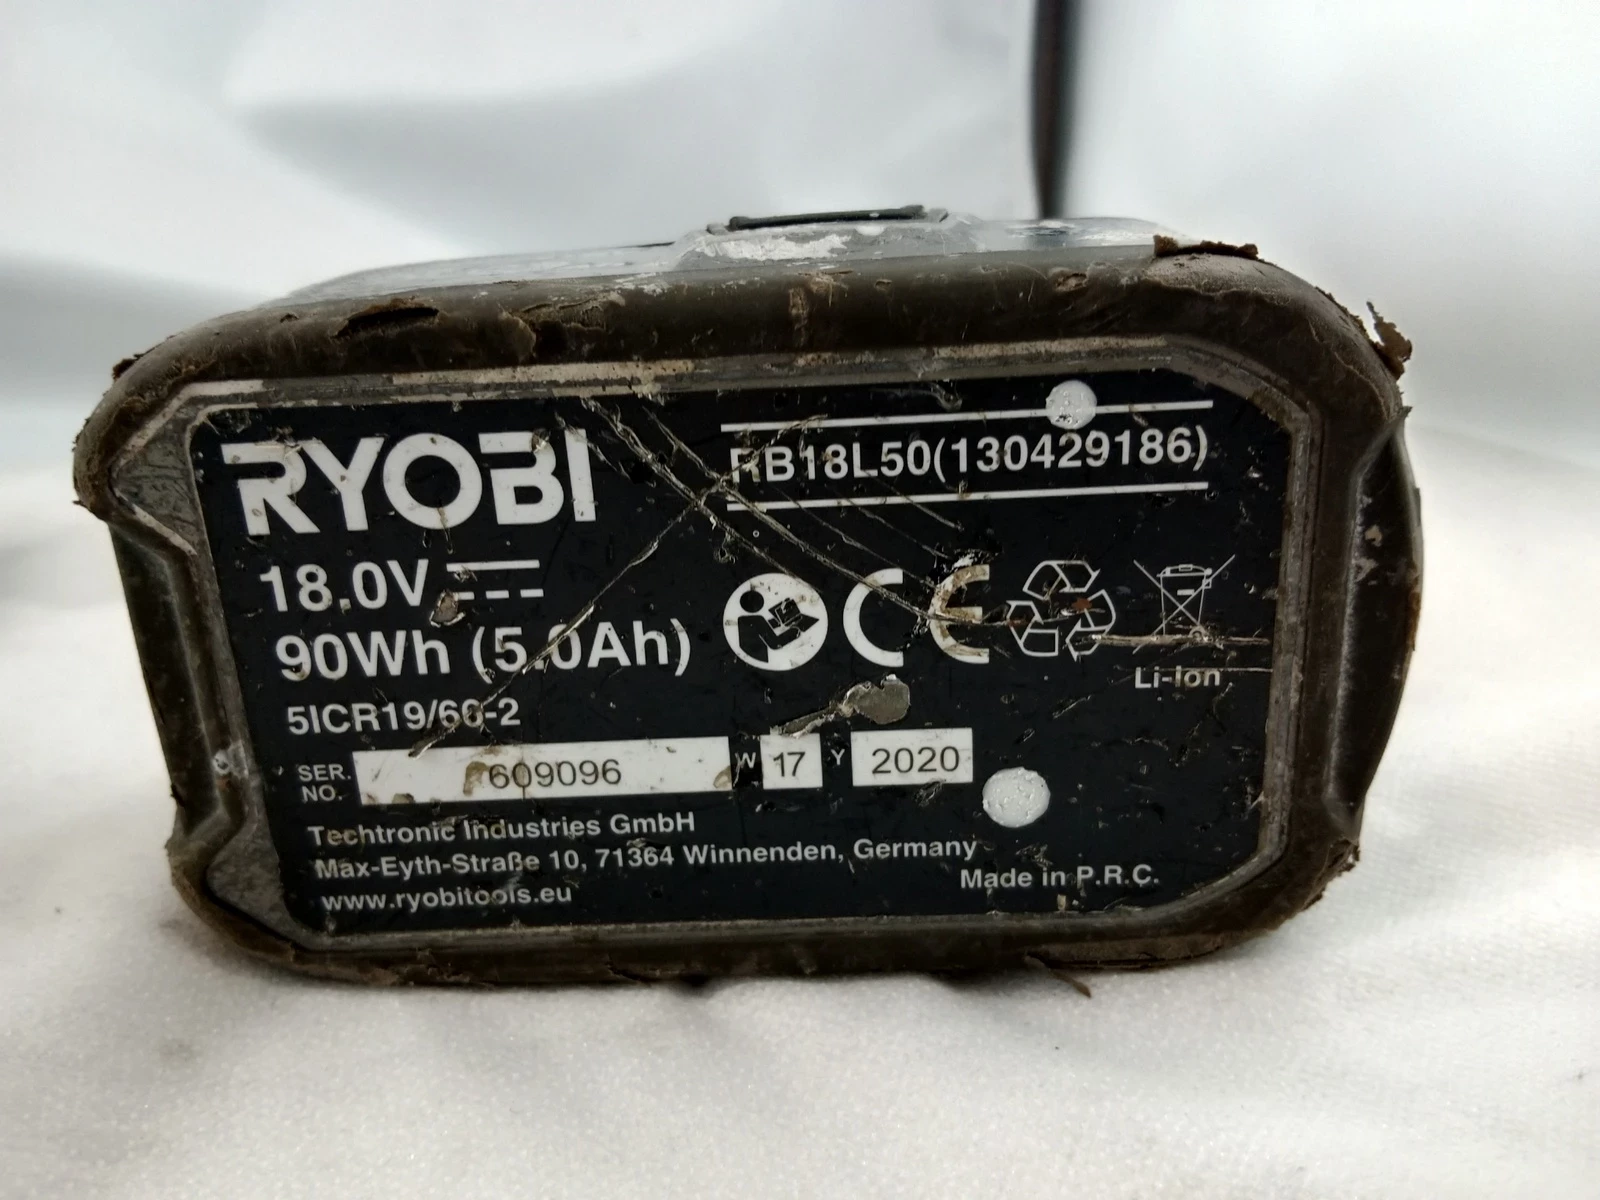 RYOBI
RB18L50(130429186)
18.0V
90Wh (5.0Ah)
CE
Li-Ion
5ICR19/66-2
SER. NO. 609096 W 17 Y 2020
Techtronic Industries GmbH
Max-Eyth-Straße 10, 71364 Winnenden, Germany
www.ryobitools.eu
Made in P.R.C.